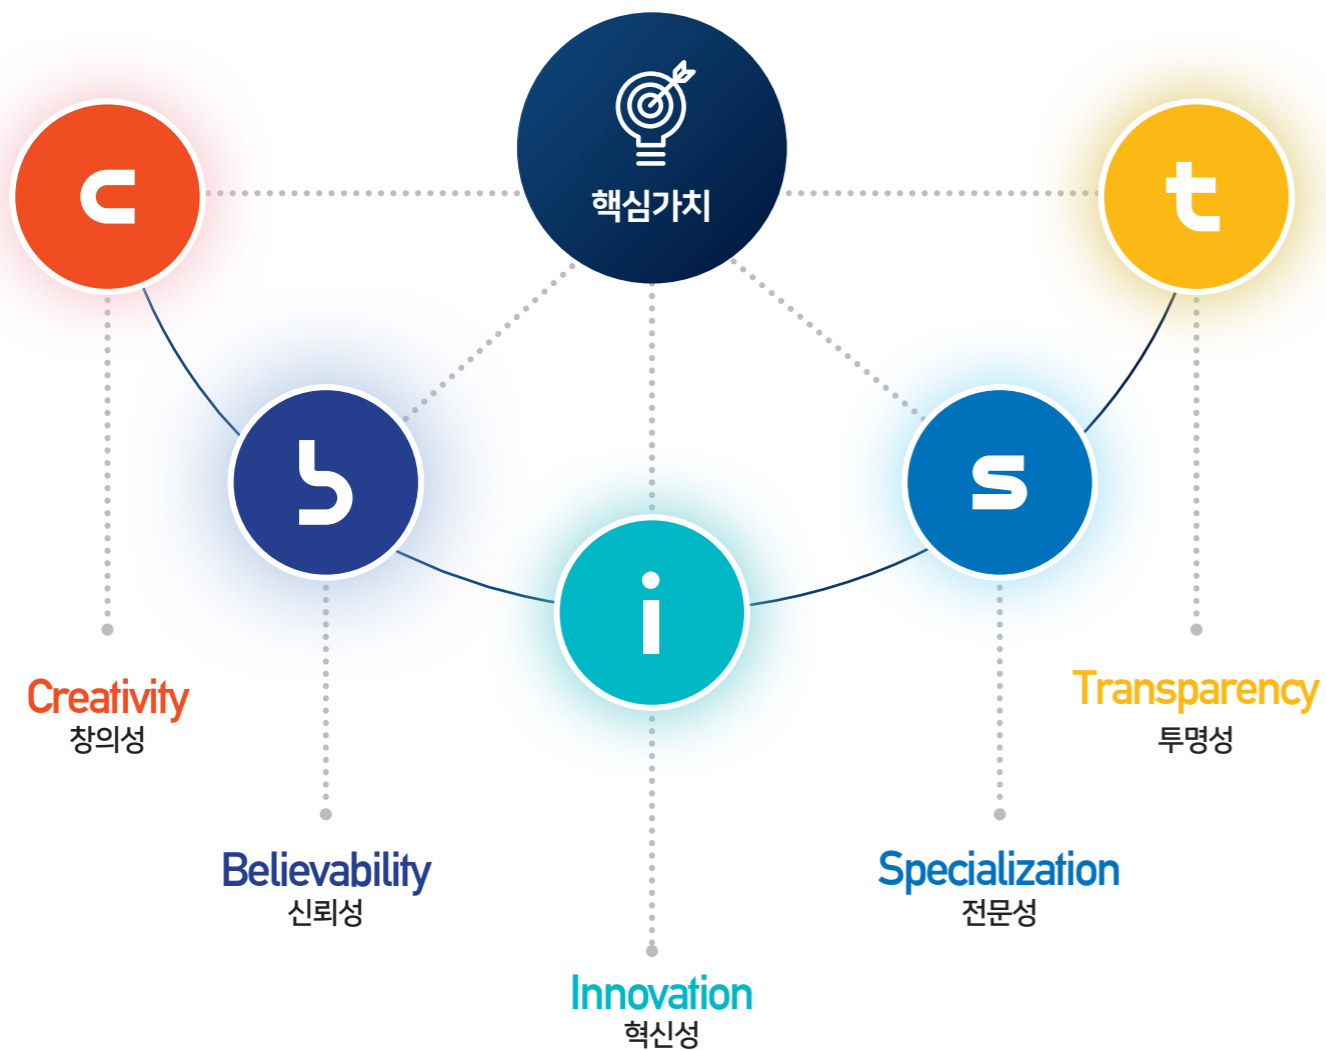 핵심가치
c
b
i
s
t
Creativity
창의성
Believability
신뢰성
Innovation
혁신성
Specialization
전문성
Transparency
투명성